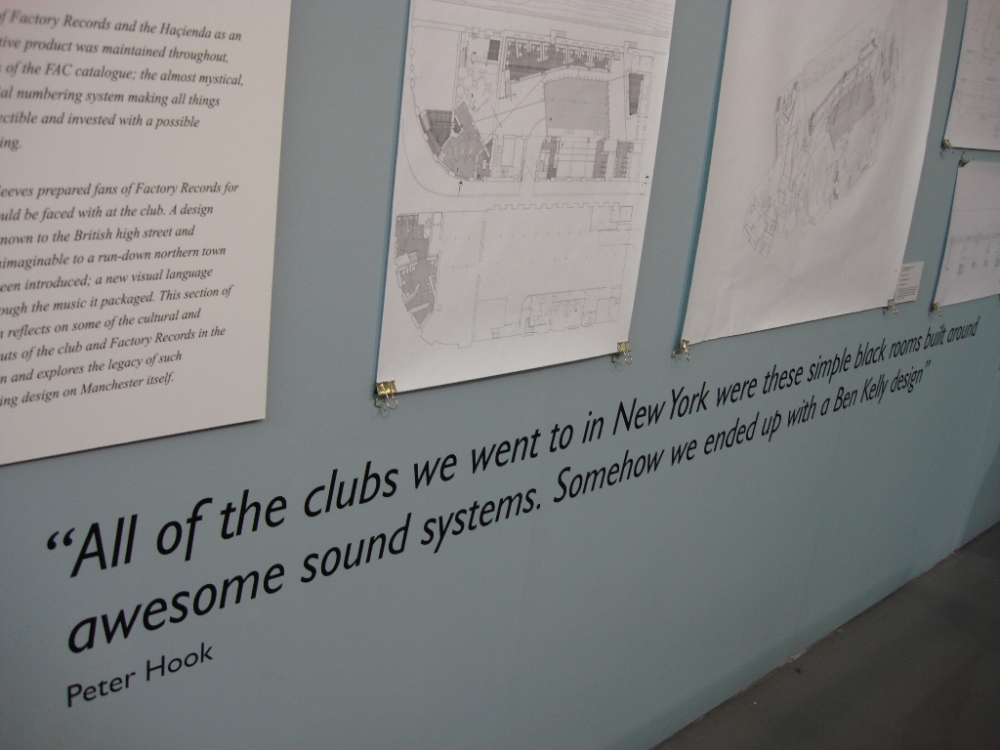 of Factory Records and the Haçienda as an
tive product was maintained throughout,
of the FAC catalogue; the almost mystical,
ial numbering system making all things
ectible and invested with a possible
ing.
leeves prepared fans of Factory Records for
uld be faced with at the club. A design
nown to the British high street and
nimaginable to a run-down northern town
een introduced; a new visual language
ough the music it packaged. This section of
n reflects on some of the cultural and
uts of the club and Factory Records in the
n and explores the legacy of such
ing design on Manchester itself.
“All of the clubs we went to in New York were these simple black rooms built around
awesome sound systems. Somehow we ended up with a Ben Kelly design”
Peter Hook